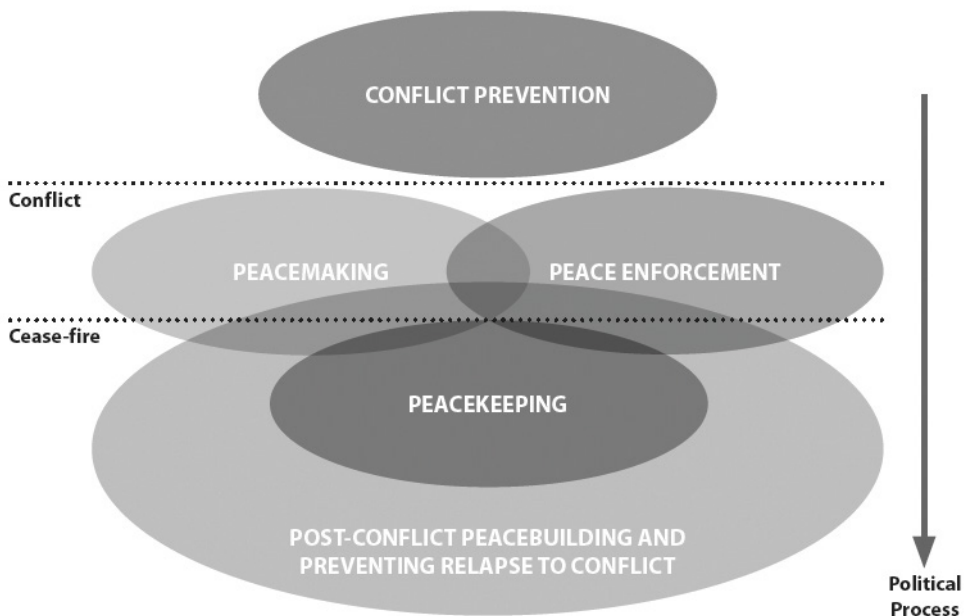 CONFLICT PREVENTION
Conflict
PEACEMAKING
PEACE ENFORCEMENT
Cease-fire
PEACEKEEPING
POST-CONFLICT PEACEBUILDING AND
PREVENTING RELAPSE TO CONFLICT
Political
Process